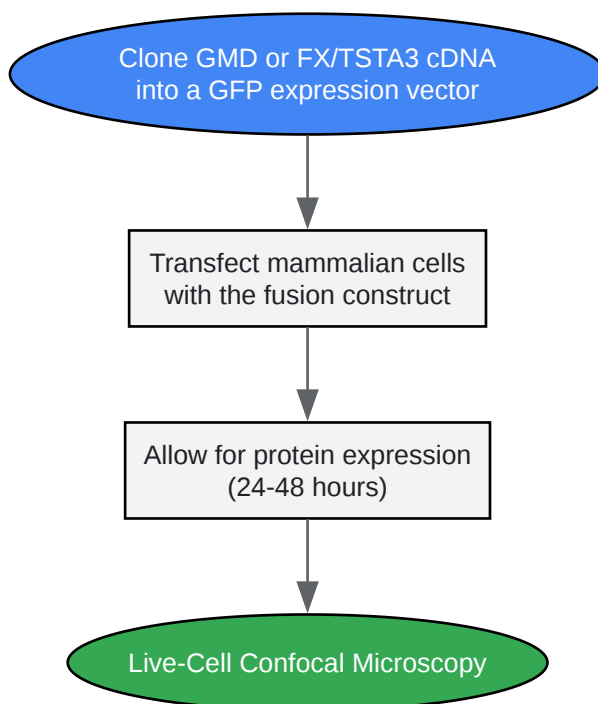 Clone GMD or FX/TSTA3 cDNA
into a GFP expression vector
Transfect mammalian cells
with the fusion construct
Allow for protein expression
(24-48 hours)
Live-Cell Confocal Microscopy